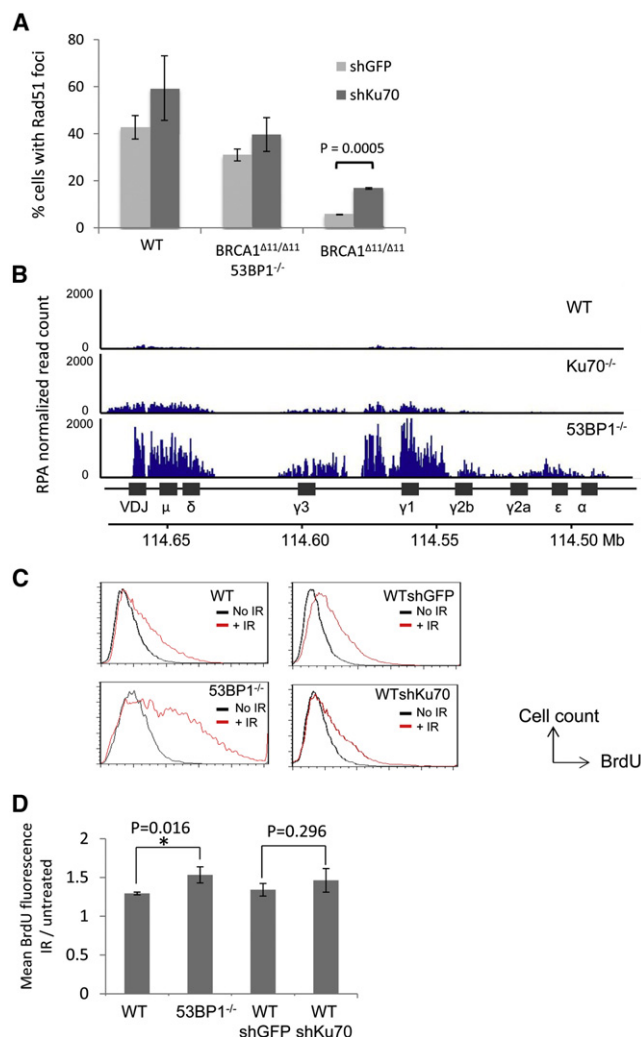 A
80
60
40
20
0
% cells with Rad51 foci
shGFP
shKu70
P = 0.0005
WT
BRCA1Δ11/Δ11
53BP1-/-
BRCA1Δ11/Δ11
B
RPA normalized read count
2000
0
WT
2000
0
Ku70-/-
2000
0
53BP1-/-
VDJ μ δ γ3 γ1 γ2b γ2a ε α
114.65 114.60 114.55 114.50 Mb
C
WT
No IR
+ IR
WTshGFP
No IR
+ IR
53BP1-/-
No IR
+ IR
WTshKu70
No IR
+ IR
Cell count
BrdU
D
Mean BrdU fluorescence
IR / untreated
2
1.5
1
0.5
0
P=0.016
*
P=0.296
WT 53BP1-/- WT WT
shGFP shKu70